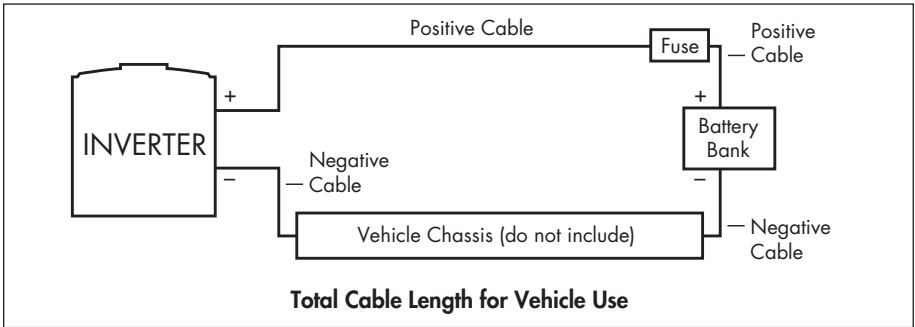 Positive Cable
Fuse
Positive
Cable
+
+
INVERTER
Battery
Bank
–
–
Negative
Cable
Vehicle Chassis (do not include)
Negative
Cable
Total Cable Length for Vehicle Use